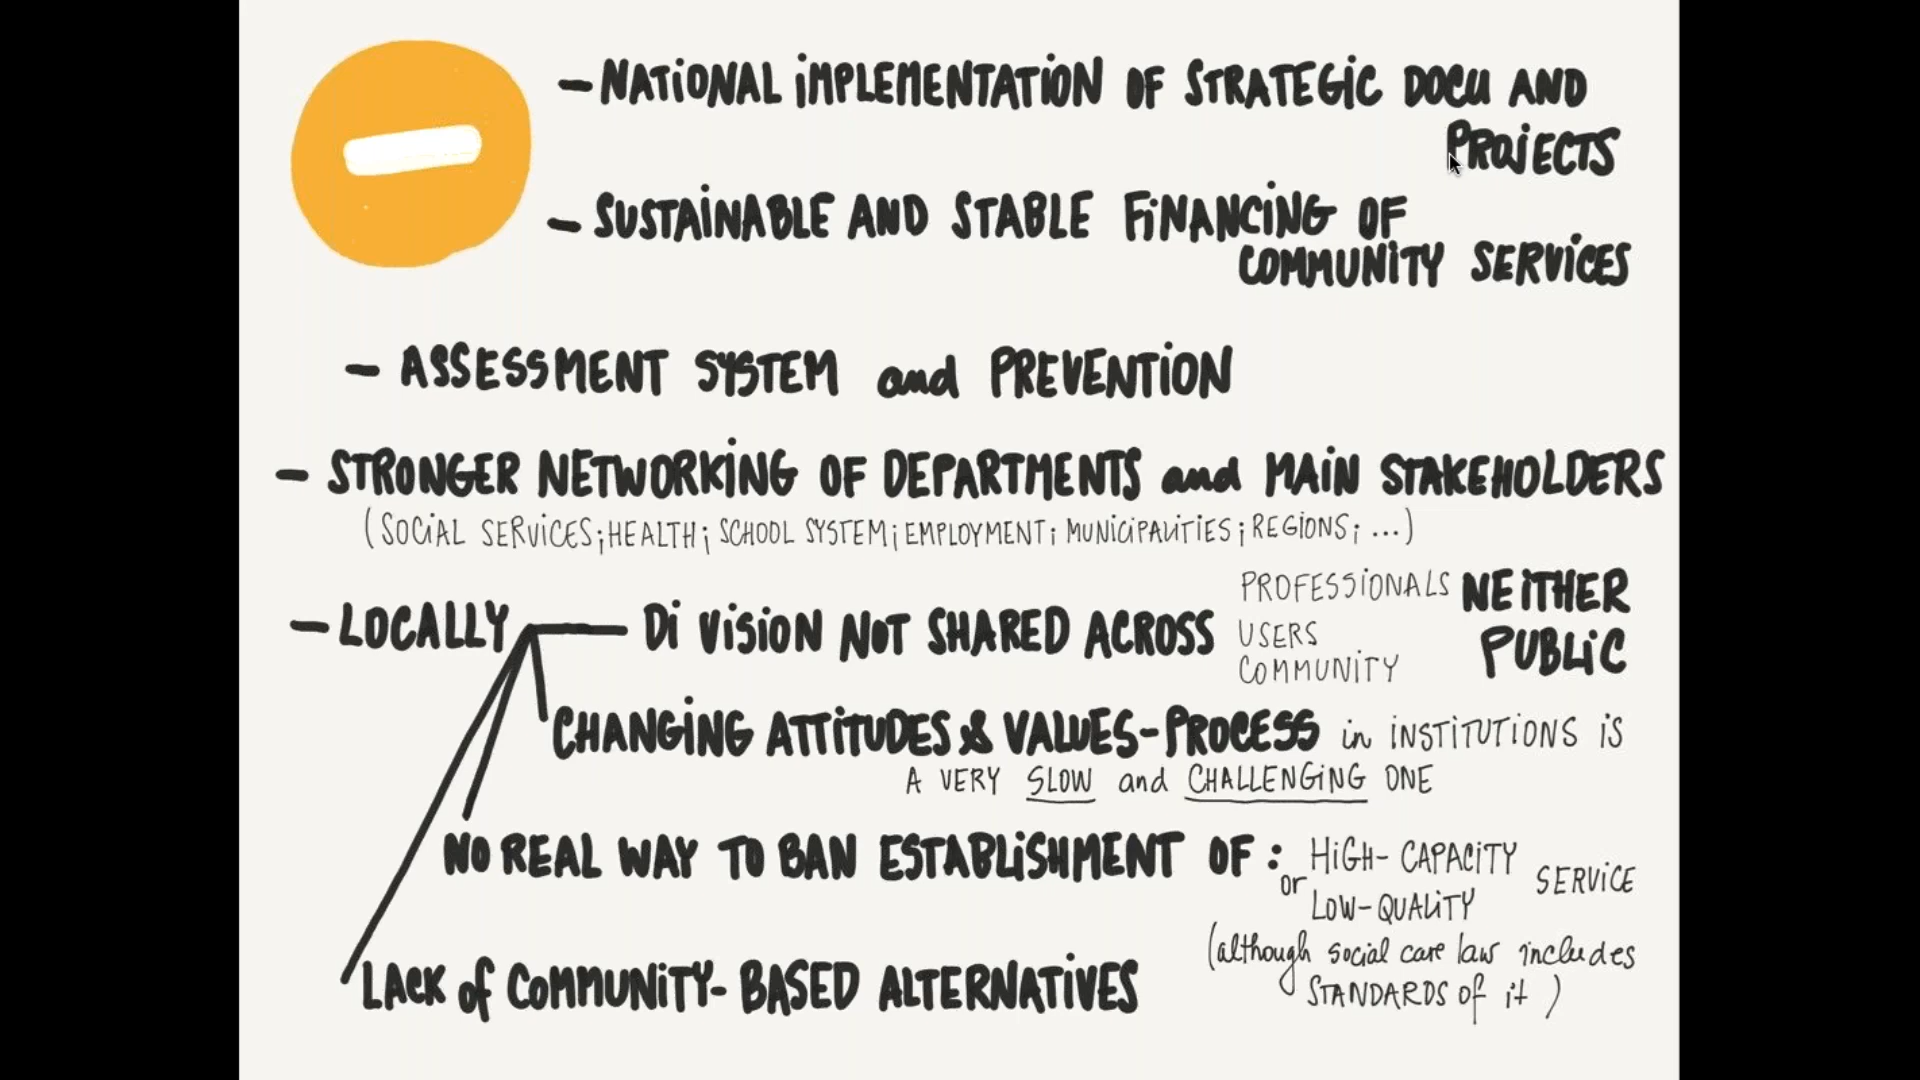 – NATIONAL IMPLEMENTATION OF STRATEGIC DOCU AND
PROJECTS
– SUSTAINABLE AND STABLE FINANCING OF
COMMUNITY SERVICES
– ASSESSMENT SYSTEM and PREVENTION
– STRONGER NETWORKING OF DEPARTMENTS and MAIN STAKEHOLDERS
(SOCIAL SERVICES; HEALTH; SCHOOL SYSTEM; EMPLOYMENT; MUNICIPALITIES; REGIONS; ...)
– LOCALLY
DI VISION NOT SHARED ACROSS
PROFESSIONALS
USERS
COMMUNITY
NEITHER
PUBLIC
CHANGING ATTITUDES & VALUES-PROCESS in INSTITUTIONS IS
A VERY SLOW and CHALLENGING ONE
NO REAL WAY TO BAN ESTABLISHMENT OF: HIGH-CAPACITY
or
LOW-QUALITY
SERVICE
(although social care law includes
STANDARDS of it)
LACK of COMMUNITY-BASED ALTERNATIVES